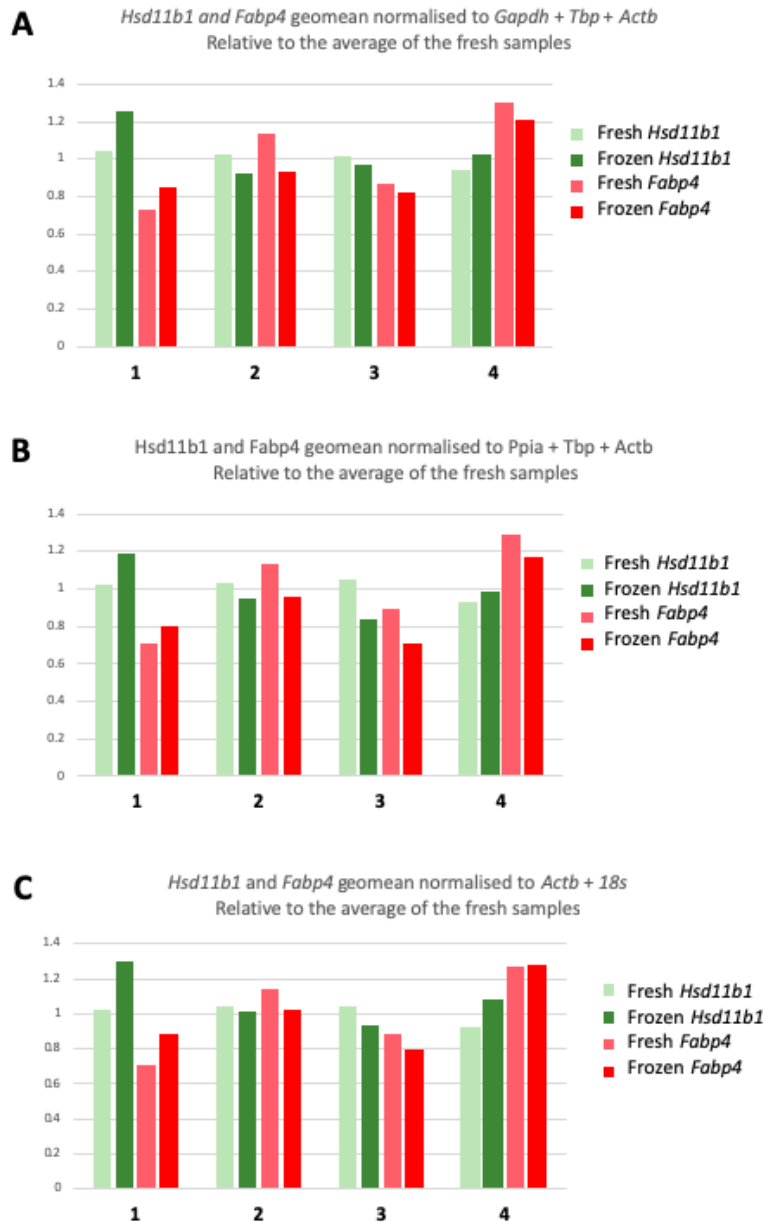 A
Hsd11b1 and Fabp4 geomean normalised to Gapdh + Tbp + Actb
Relative to the average of the fresh samples
1.4
1.2
1
0.8
0.6
0.4
0.2
0
1
2
3
4
Fresh Hsd11b1
Frozen Hsd11b1
Fresh Fabp4
Frozen Fabp4
B
Hsd11b1 and Fabp4 geomean normalised to Ppia + Tbp + Actb
Relative to the average of the fresh samples
1.4
1.2
1
0.8
0.6
0.4
0.2
0
1
2
3
4
Fresh Hsd11b1
Frozen Hsd11b1
Fresh Fabp4
Frozen Fabp4
C
Hsd11b1 and Fabp4 geomean normalised to Actb + 18s
Relative to the average of the fresh samples
1.4
1.2
1
0.8
0.6
0.4
0.2
0
1
2
3
4
Fresh Hsd11b1
Frozen Hsd11b1
Fresh Fabp4
Frozen Fabp4